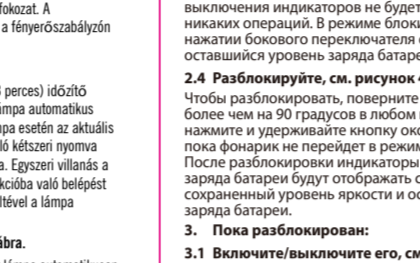 fokozat. A
a fényerőszabályzón
perces) időzítő
ámpa automatikus
npa esetén az aktuális
ló kétszeri nyomva
a. Egyszeri villanás a
kcióba való belépést
ltével a lámpa
ábra.
выключения индикаторов не будет
никаких операций. В режиме блоки
нажатии бокового переключателя
оставшийся уровень заряда батаре
2.4 Разблокируйте, см. рисунок 4
Чтобы разблокировать, поверните
более чем на 90 градусов в любом
нажмите и удерживайте кнопку око
пока фонарик не перейдет в режим
После разблокировки индикаторы
заряда батареи будут отображать
сохраненный уровень яркости и ос
заряда батареи.
3. Пока разблокирован:
3.1 Включите/выключите его, см